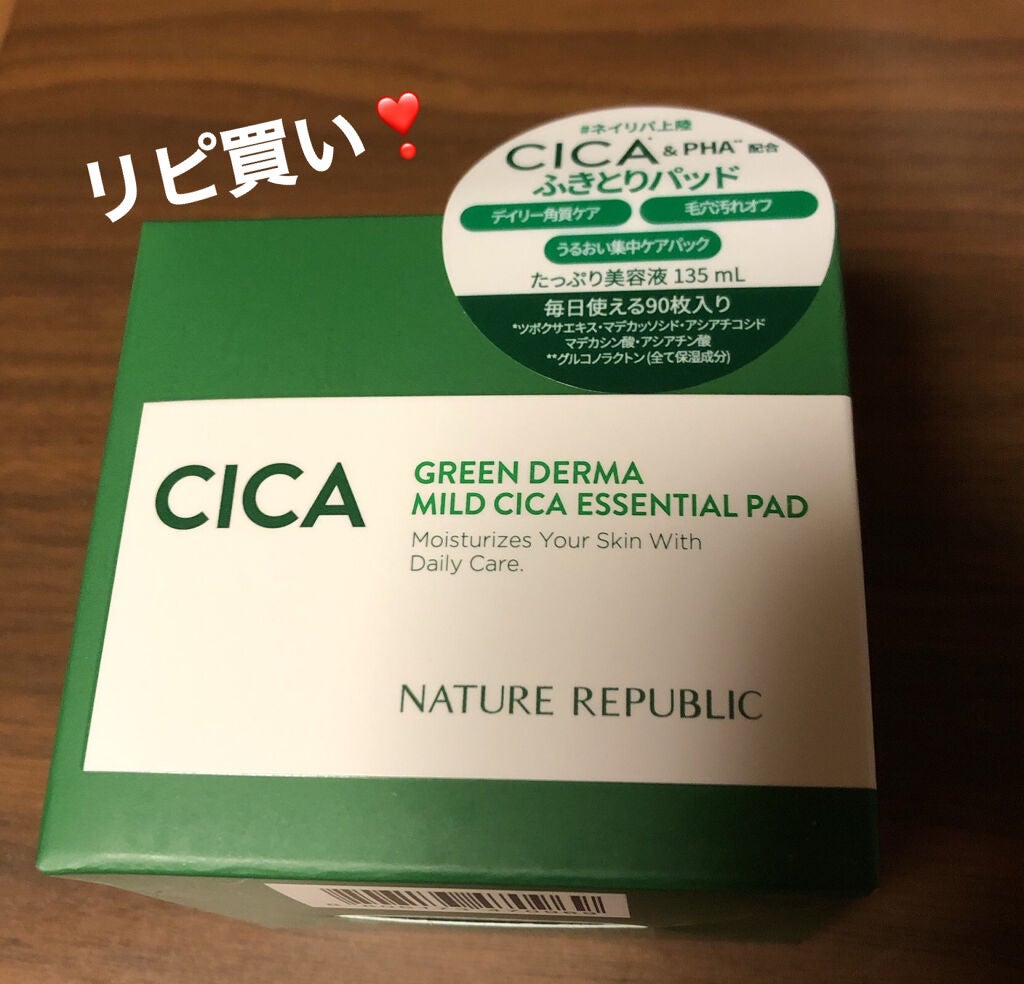 リピ買い❣️
#ネイリパ上陸
CICA* & PHA** 配合
ふきとりパッド
デイリー角質ケア 毛穴汚れオフ
うるおい集中ケアパック
たっぷり美容液 135 mL
毎日使える90枚入り
*ツボクサエキス・マデカッソシド・アシアチコシド
マデカシン酸・アシアチン酸
**グルコノラクトン(全て保湿成分)
CICA
GREEN DERMA
MILD CICA ESSENTIAL PAD
Moisturizes Your Skin With
Daily Care.
NATURE REPUBLIC